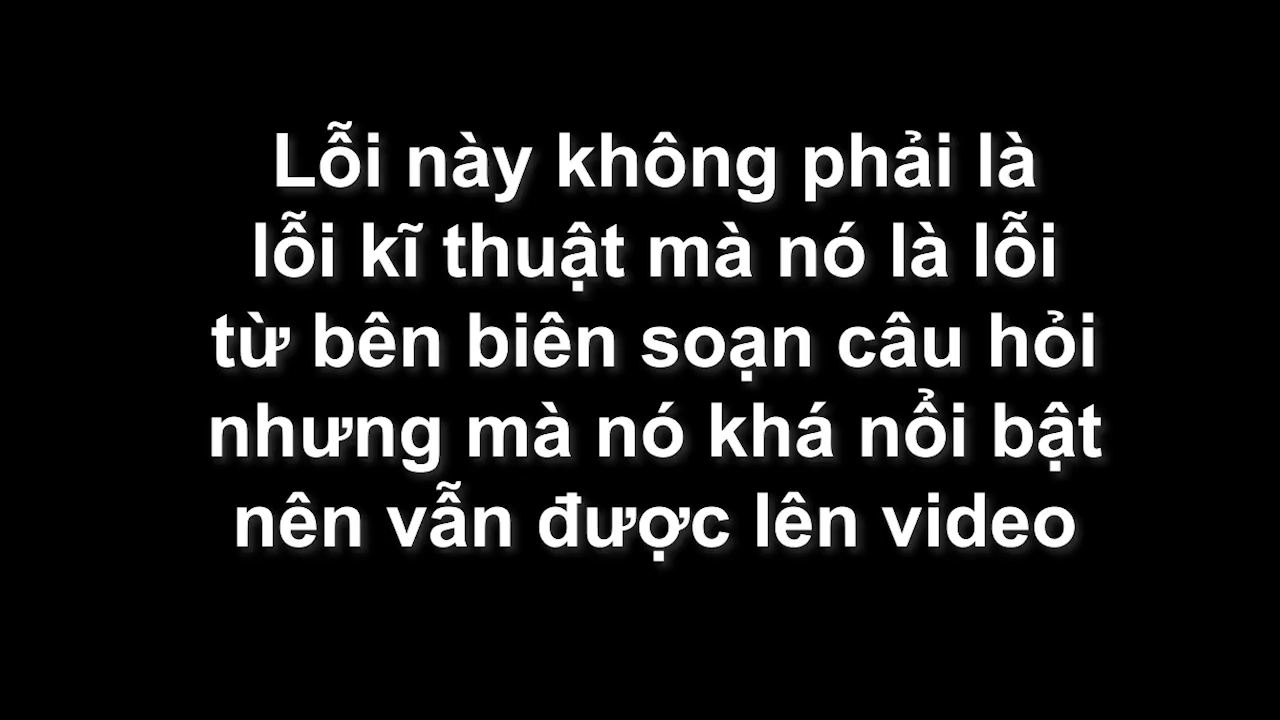 Lỗi này không phải là
lỗi kĩ thuật mà nó là lỗi
từ bên biên soạn câu hỏi
nhưng mà nó khá nổi bật
nên vẫn được lên video